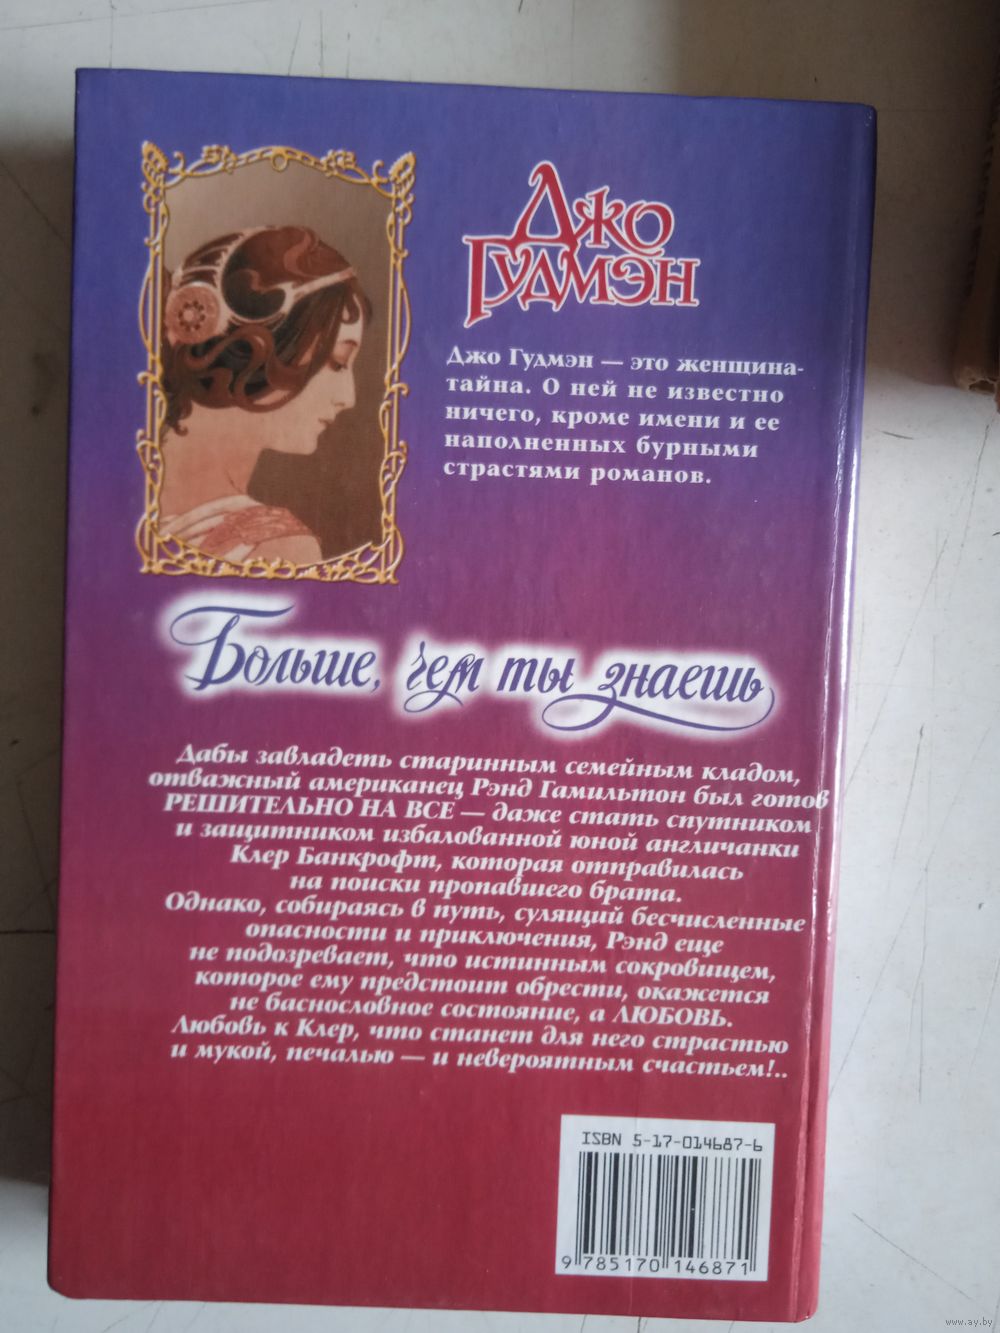 Джо
Гудмэн
Джо Гудмэн — это женщина-
тайна. О ней не известно
ничего, кроме имени и ее
наполненных бурными
страстями романов.
Больше, чем ты знаешь
Дабы завладеть старинным семейным кладом,
отважный американец Рэнд Гамильтон был готов
РЕШИТЕЛЬНО НА ВСЕ — даже стать спутником
и защитником избалованной юной англичанки
Клер Банкрофт, которая отправилась
на поиски пропавшего брата.
Однако, собираясь в путь, сулящий бесчисленные
опасности и приключения, Рэнд еще
не подозревает, что истинным сокровищем,
которое ему предстоит обрести, окажется
не баснословное состояние, а ЛЮБОВЬ.
Любовь к Клер, что станет для него страстью
и мукой, печалью — и невероятным счастьем!..
ISBN 5-17-014687-6
9 785170 146871
www.ay.by